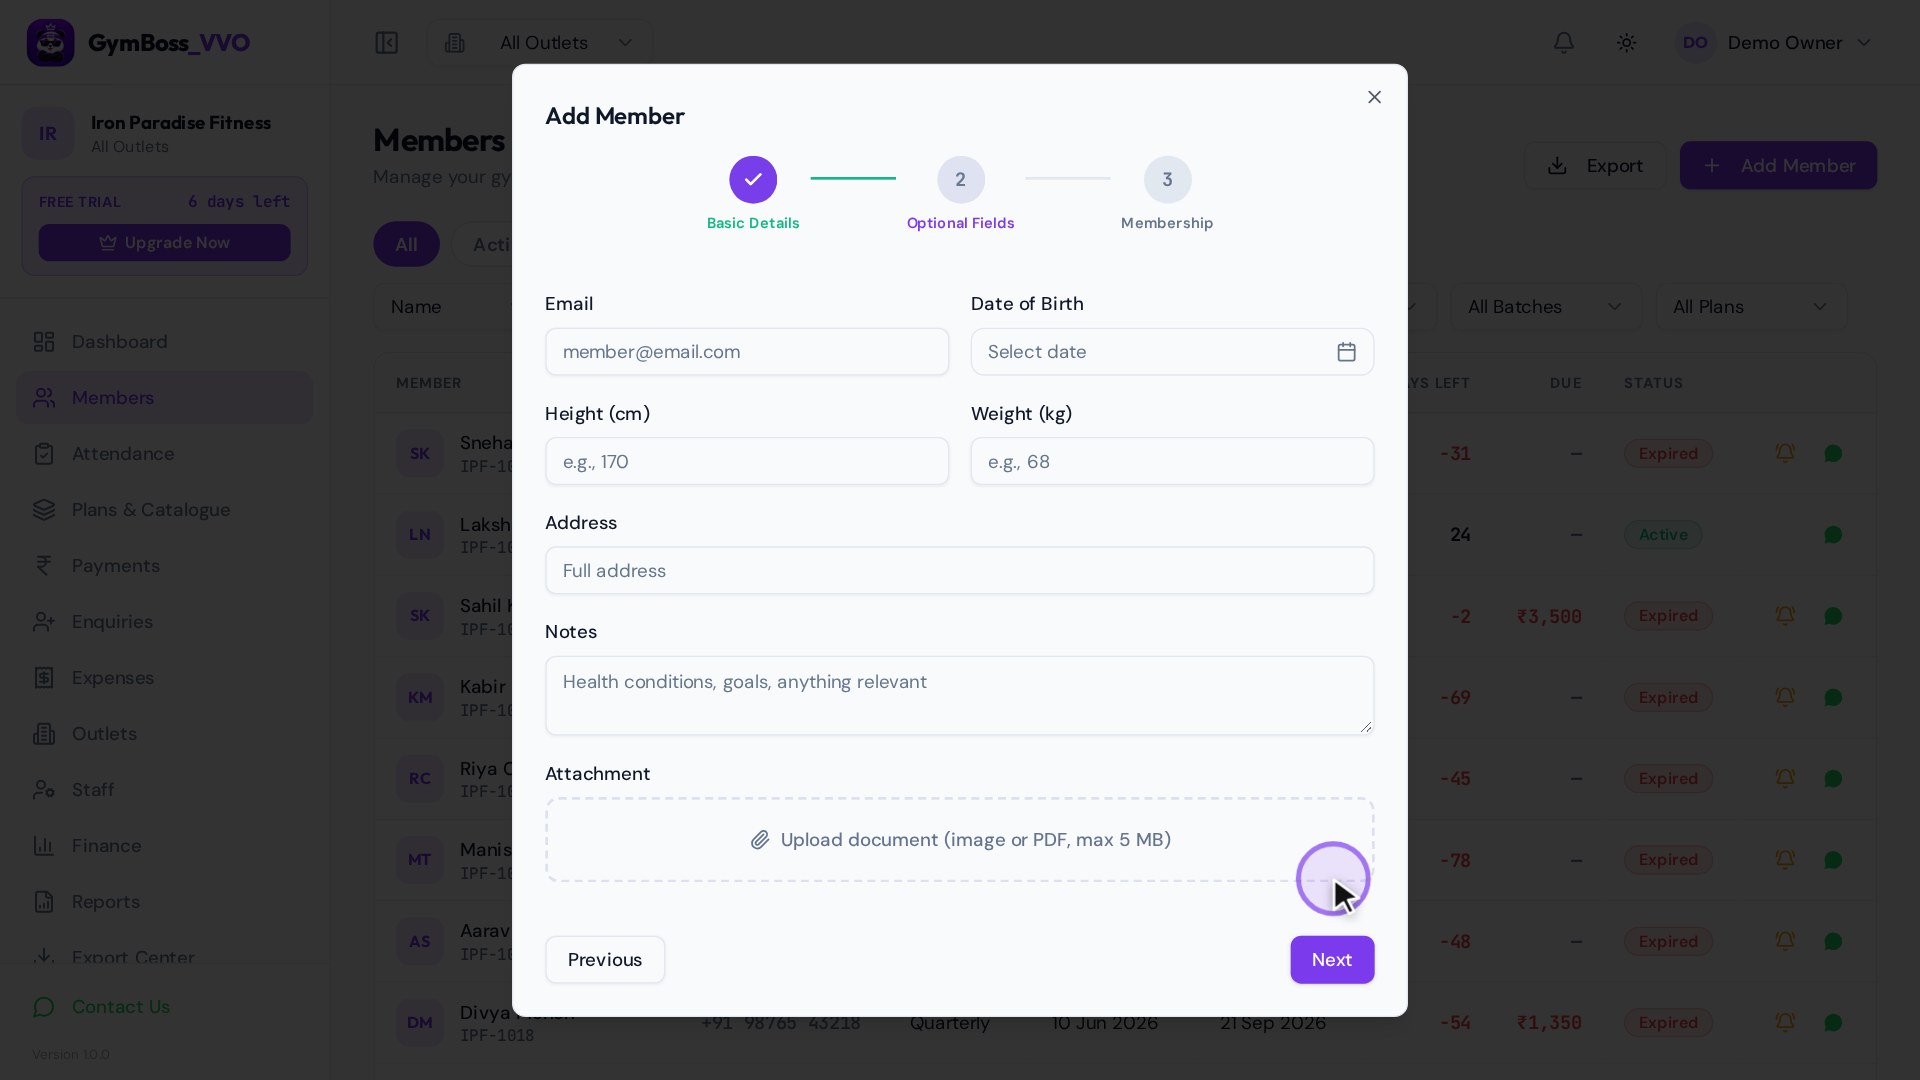 GymBoss_VVO
All Outlets
DO
Demo Owner
IR
Iron Paradise Fitness
All Outlets
FREE TRIAL
6 days left
Upgrade Now
Dashboard
Members
Attendance
Plans & Catalogue
Payments
Enquiries
Expenses
Outlets
Staff
Finance
Reports
Export Center
Contact Us
Version 1.0.0
Members
Manage your gy
Export
Add Member
All
Acti
Name
All Batches
All Plans
MEMBER
DUE
STATUS
SK
Sneha
-31
—
Expired
LN
Laksh
24
—
Active
SK
Sahil
-2
₹3,500
Expired
KM
Kabir
-69
—
Expired
RC
Riya
-45
—
Expired
MT
Manis
-78
—
Expired
AS
Aarav
-48
—
Expired
DM
Divya
IPF-1018
+91 98765 43218
Quarterly
10 Jun 2026
21 Sep 2026
-54
₹1,350
Expired
Add Member
Basic Details
2
Optional Fields
3
Membership
Email
member@email.com
Date of Birth
Select date
Height (cm)
e.g., 170
Weight (kg)
e.g., 68
Address
Full address
Notes
Health conditions, goals, anything relevant
Attachment
Upload document (image or PDF, max 5 MB)
Previous
Next